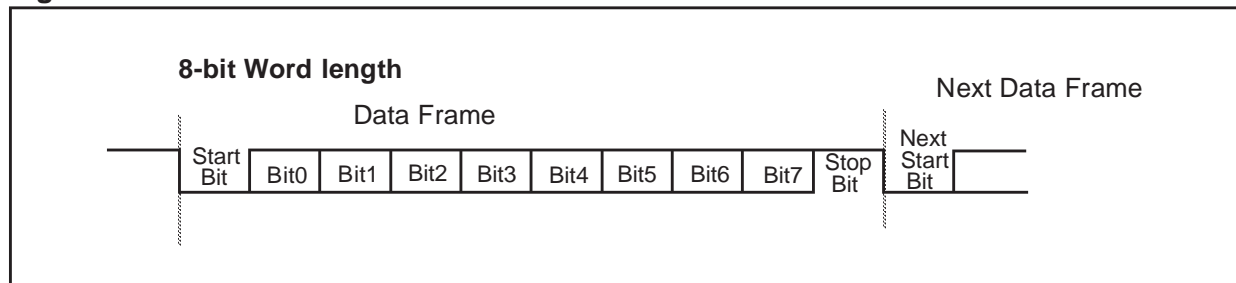 8-bit Word length
Next Data Frame
Data Frame
Start Bit
Bit0
Bit1
Bit2
Bit3
Bit4
Bit5
Bit6
Bit7
Stop Bit
Next Start Bit